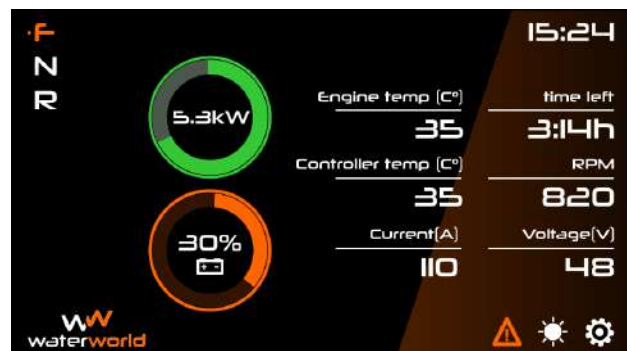 ·F
N
R
15:24
5.3kW
Engine temp (C°)
35
time left
3:14h
Controller temp (C°)
35
RPM
820
30%
Current(A)
110
Voltage(V)
48
ww
waterworld